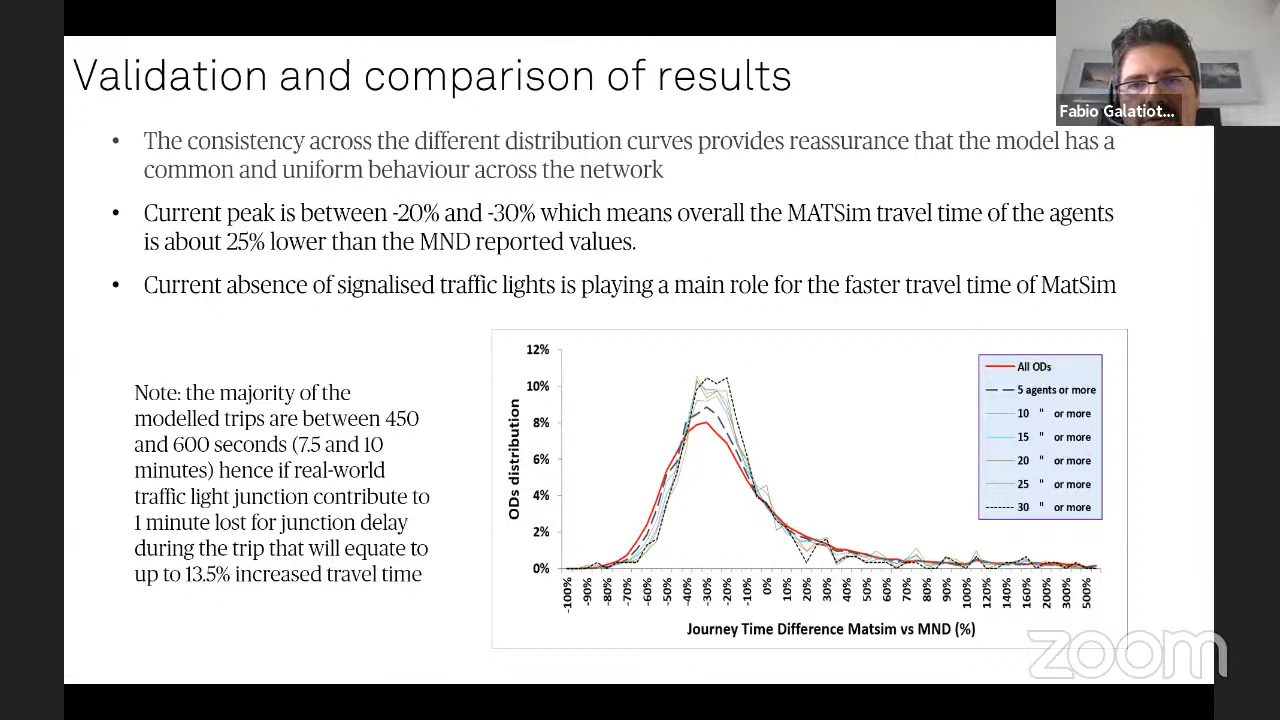 Validation and comparison of results
Fabio Galatiot...
• The consistency across the different distribution curves provides reassurance that the model has a
common and uniform behaviour across the network
• Current peak is between -20% and -30% which means overall the MATSim travel time of the agents
is about 25% lower than the MND reported values.
• Current absence of signalised traffic lights is playing a main role for the faster travel time of MatSim
Note: the majority of the
modelled trips are between 450
and 600 seconds (7.5 and 10
minutes) hence if real-world
traffic light junction contribute to
1 minute lost for junction delay
during the trip that will equate to
up to 13.5% increased travel time
ODs distribution
12%
10%
8%
6%
4%
2%
0%
All ODs
5 agents or more
10 " or more
15 " or more
20 " or more
25 " or more
30 " or more
-100% -90% -80% -70% -60% -50% -40% -30% -20% -10% 0% 10% 20% 30% 40% 50% 60% 70% 80% 90% 100% 120% 140% 160% 200% 300% 500%
Journey Time Difference Matsim vs MND (%)
zoom